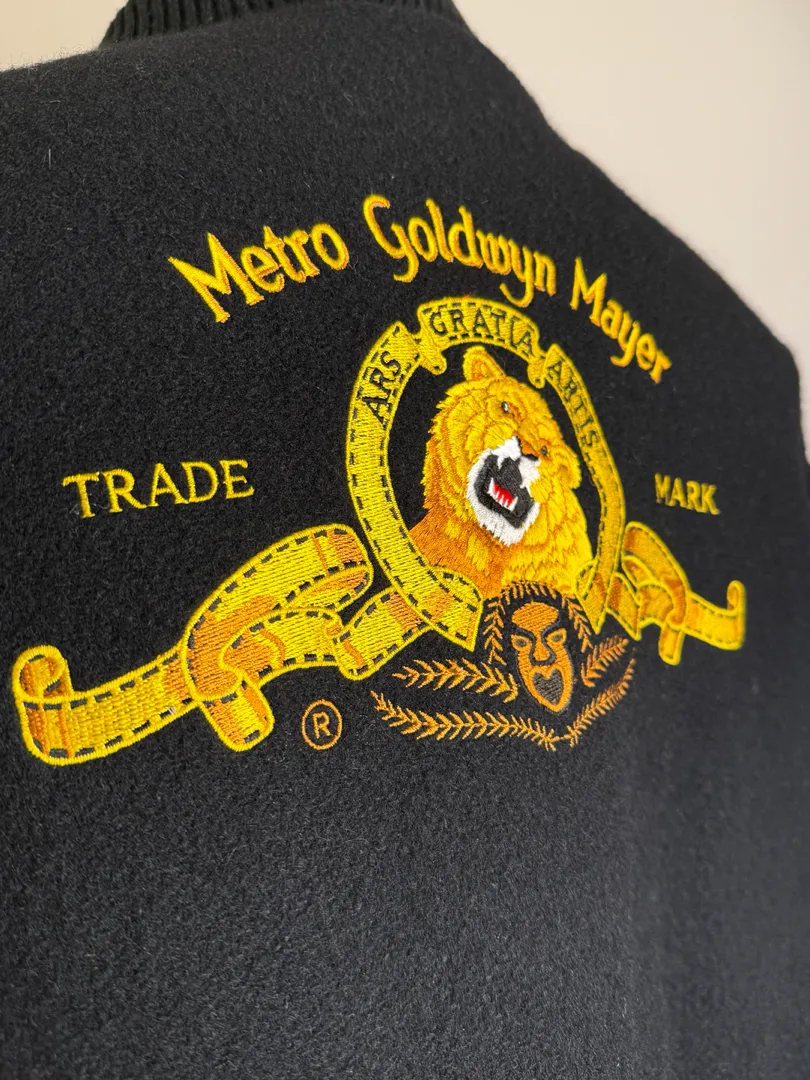 Metro Goldwyn Mayer
ARS GRATIA ARTIS
TRADE MARK
®